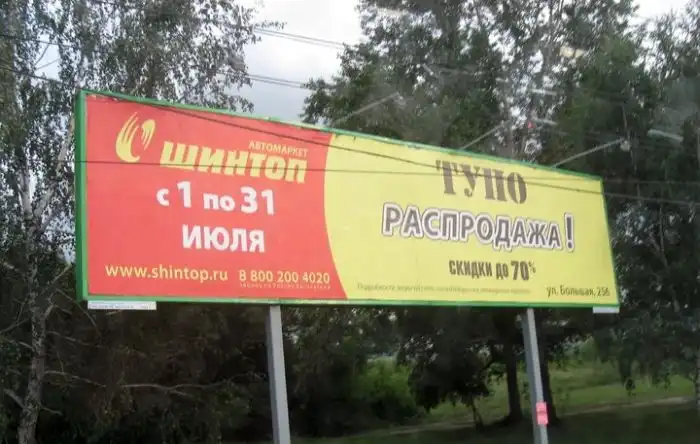 АВТОМАРКЕТ
ШИНТОП
с 1 по 31
ИЮЛЯ
www.shintop.ru 8 800 200 4020
ТУПО
РАСПРОДАЖА!
СКИДКИ ДО 70%
ул. Большая, 256